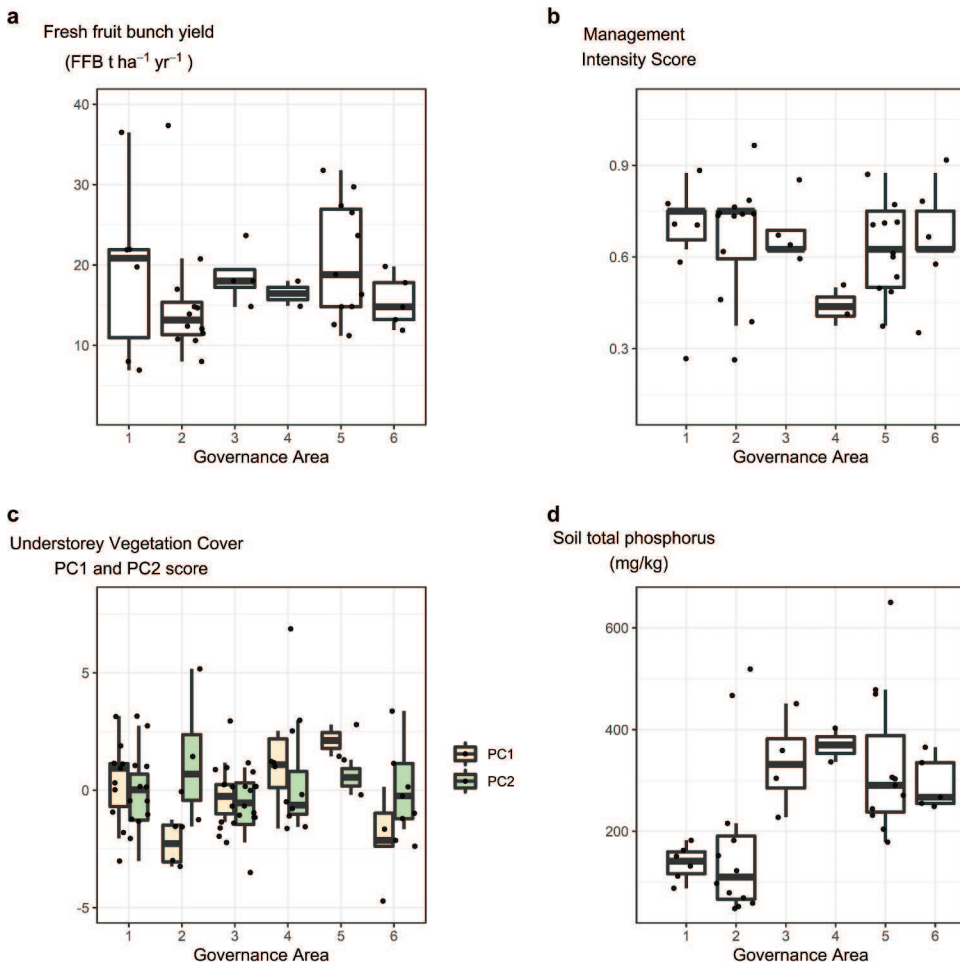 a
Fresh fruit bunch yield
(FFB t ha⁻¹ yr⁻¹ )
40
30
20
10
1 2 3 4 5 6
Governance Area
b
Management
Intensity Score
0.9
0.6
0.3
1 2 3 4 5 6
Governance Area
c
Understorey Vegetation Cover
PC1 and PC2 score
5
0
-5
1 2 3 4 5 6
Governance Area
PC1
PC2
d
Soil total phosphorus
(mg/kg)
600
400
200
1 2 3 4 5 6
Governance Area